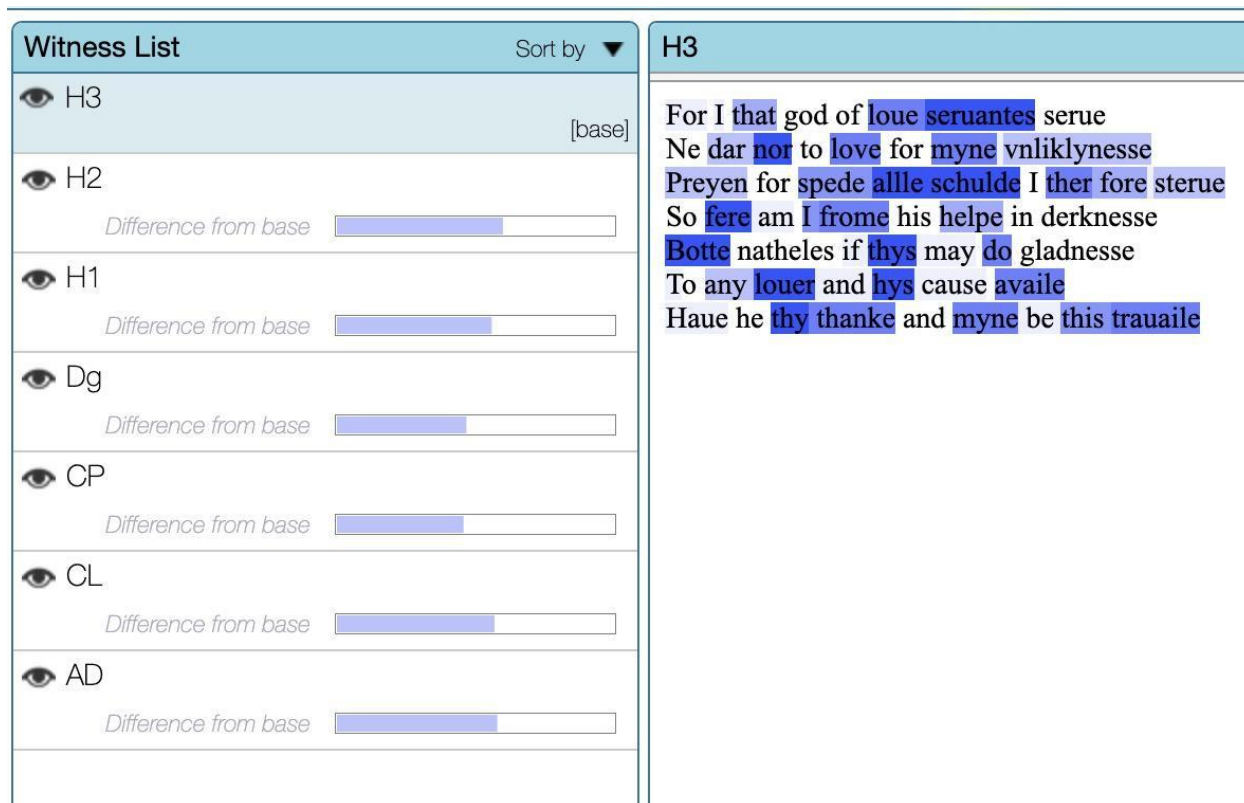 Witness List
Sort by ▼
H3
[base]
H2
Difference from base
H1
Difference from base
Dg
Difference from base
CP
Difference from base
CL
Difference from base
AD
Difference from base
H3
For I that god of loue seruantes serue
Ne dar nor to love for myne vnliklynesse
Preyen for spede allle schulde I ther fore sterue
So fere am I frome his helpe in derknesse
Botte natheles if thys may do gladnesse
To any louer and hys cause availe
Haue he thy thanke and myne be this trauaile